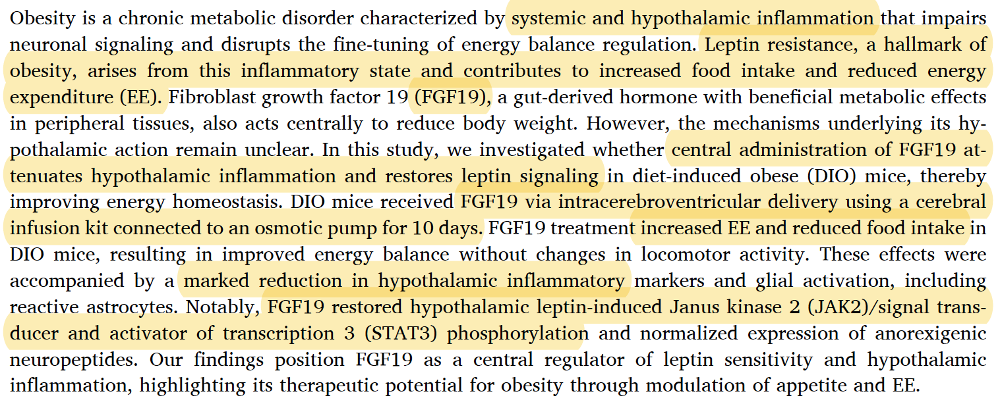 Obesity is a chronic metabolic disorder characterized by systemic and hypothalamic inflammation that impairs
neuronal signaling and disrupts the fine-tuning of energy balance regulation. Leptin resistance, a hallmark of
obesity, arises from this inflammatory state and contributes to increased food intake and reduced energy
expenditure (EE). Fibroblast growth factor 19 (FGF19), a gut-derived hormone with beneficial metabolic effects
in peripheral tissues, also acts centrally to reduce body weight. However, the mechanisms underlying its hy-
pothalamic action remain unclear. In this study, we investigated whether central administration of FGF19 at-
tenuates hypothalamic inflammation and restores leptin signaling in diet-induced obese (DIO) mice, thereby
improving energy homeostasis. DIO mice received FGF19 via intracerebroventricular delivery using a cerebral
infusion kit connected to an osmotic pump for 10 days. FGF19 treatment increased EE and reduced food intake in
DIO mice, resulting in improved energy balance without changes in locomotor activity. These effects were
accompanied by a marked reduction in hypothalamic inflammatory markers and glial activation, including
reactive astrocytes. Notably, FGF19 restored hypothalamic leptin-induced Janus kinase 2 (JAK2)/signal trans-
ducer and activator of transcription 3 (STAT3) phosphorylation and normalized expression of anorexigenic
neuropeptides. Our findings position FGF19 as a central regulator of leptin sensitivity and hypothalamic
inflammation, highlighting its therapeutic potential for obesity through modulation of appetite and EE.